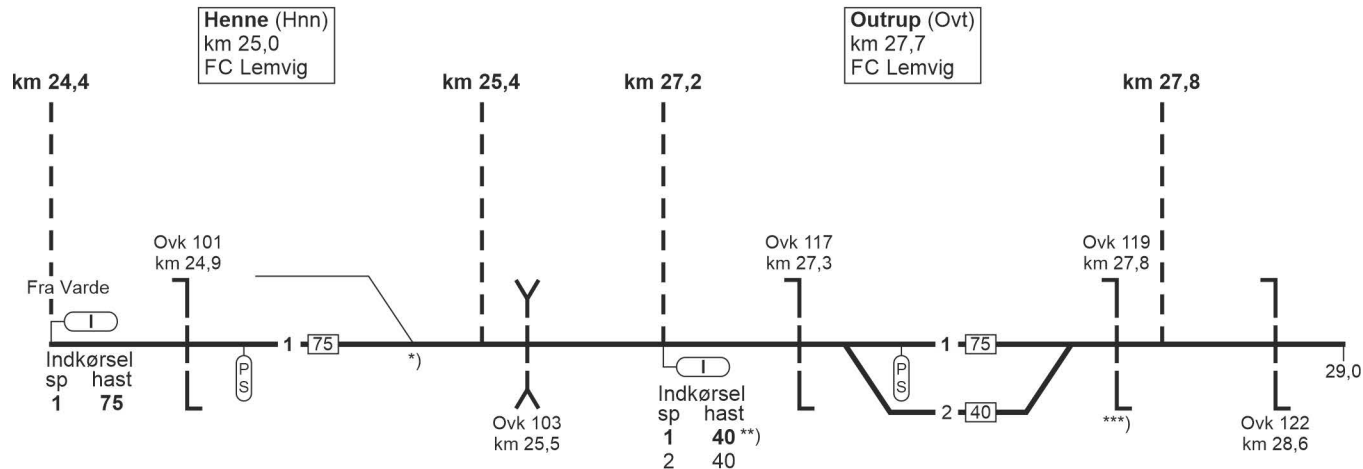 Henne (Hnn)
km 25,0
FC Lemvig
Outrup (Ovt)
km 27,7
FC Lemvig
km 24,4
km 25,4
km 27,2
km 27,8
Ovk 101
km 24,9
Ovk 117
km 27,3
Ovk 119
km 27,8
Fra Varde
I
1 75
*)
P
S
Indkørsel
sp hast
1 75
Ovk 103
km 25,5
I
Indkørsel
sp hast
1 40 **)
2 40
P
S
1 75
2 40
***)
Ovk 122
km 28,6
29,0